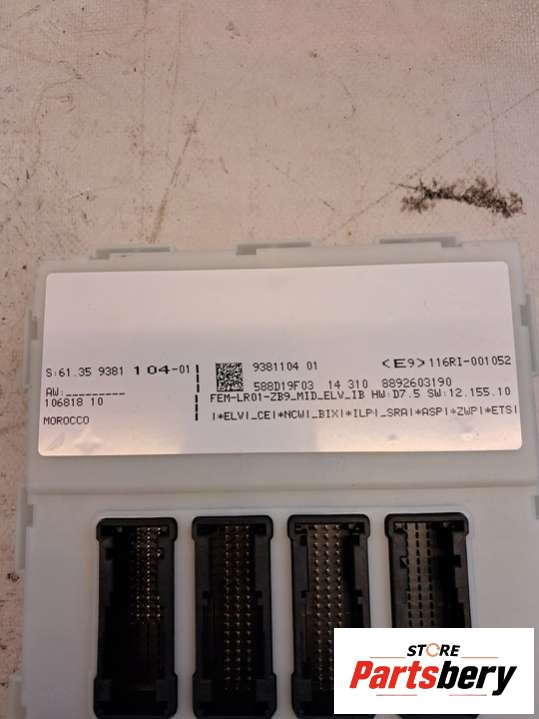 S:61.35 9381 104-01
AW:_________
106818 10
MOROCCO
9381104 01
<E9>116RI-001052
588D19F03 14 310 8892603190
FEM-LR01-ZB9_MID_ELV_IB HW:D7.5 SW:12.155.10
|*ELV|_CE|*NCW|_BIX|*ILP|_SRA|*ASP|*ZWP|*ETS|
STORE
Partsbery